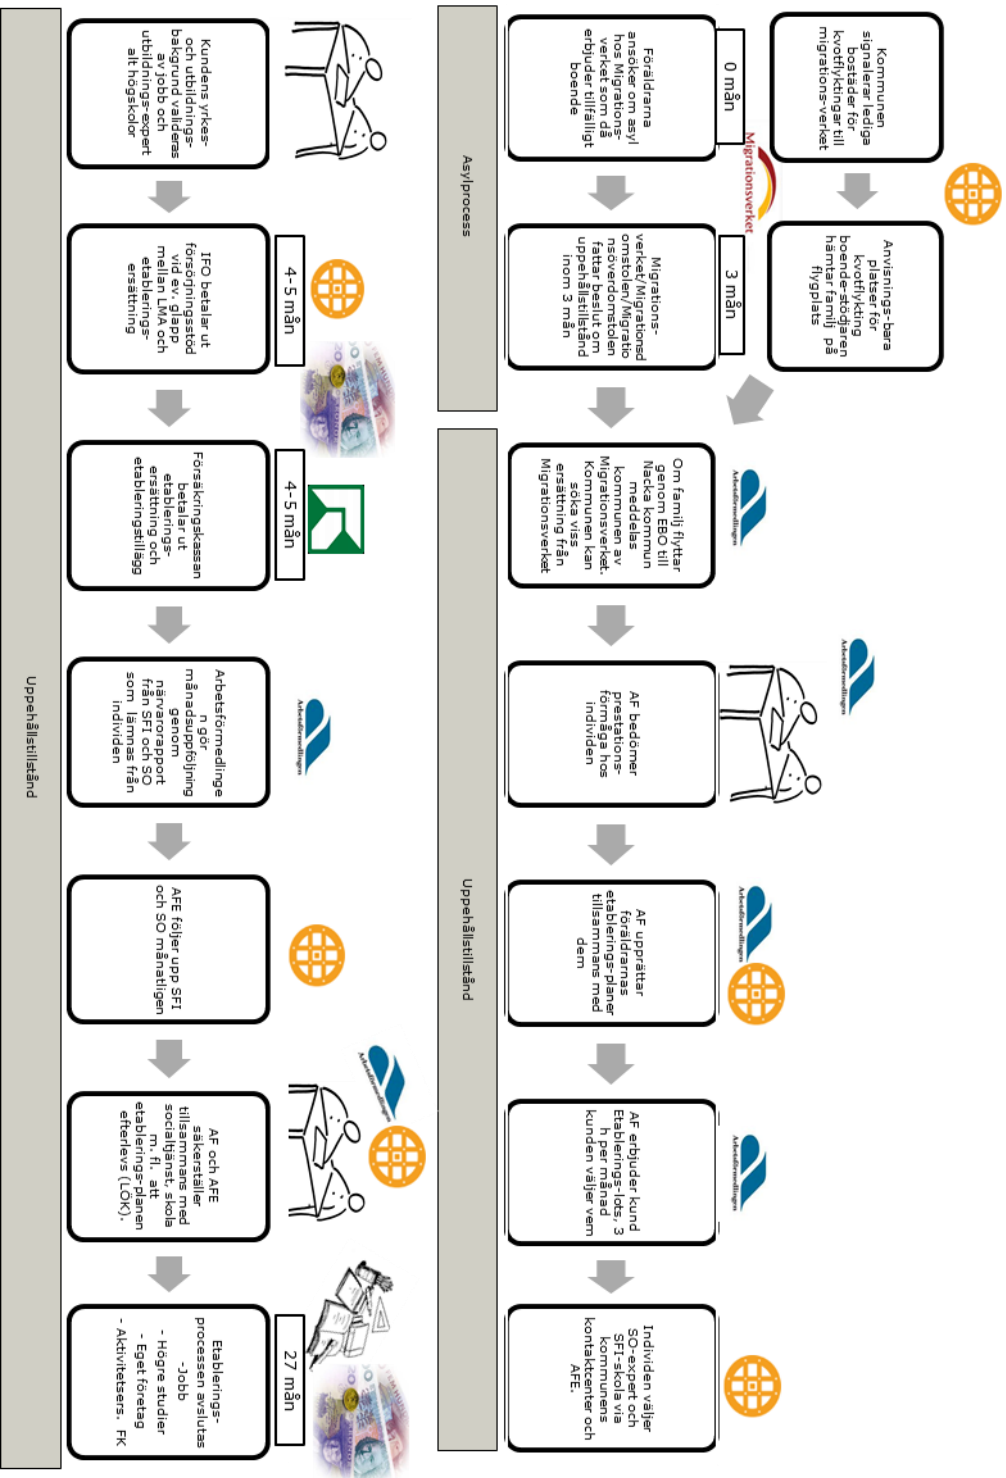 Kommunen
signalerar lediga
bostäder för
kvotflyktingar till
migrations-verket
Anvisnings-bara
platser för
kvotflykting
boende-stödjaren
hämtar familj på
flygplats
0 mån
Migrationsverket
3 mån
Föräldrarna
ansöker om asyl
hos Migrations-
verket som då
erbjuder tillfälligt
boende
Migrations-
verket/Migrationsd
omstolen/Migratio
nsöverdomstolen
fattar beslut om
uppehållstillstånd
inom 3 mån
Arbetsförmedlingen
Om familj flyttar
genom EBO till
Nacka kommun
meddelas
kommunen av
Migrationsverket.
Kommunen kan
söka viss
ersättning från
Migrationsverket
Arbetsförmedlingen
AF bedömer
prestations-
förmåga hos
individen
Arbetsförmedlingen
AF upprättar
föräldrarnas
etablerings-planer
tillsammans med
dem
Arbetsförmedlingen
AF erbjuder kund
Etablerings-lots, 3
h per månad
kunden väljer vem
Individen väljer
SO-expert och
SFI-skola via
kommunens
kontaktcenter och
AFE.
Asylprocess
Uppehållstillstånd
Kundens yrkes-
och utbildnings-
bakgrund valideras
av jobb och
utbildnings-expert
alt högskolor
4-5 mån
IFO betalar ut
försörjningsstöd
vid ev. glapp
mellan LMA och
etablerings-
ersättning
4-5 mån
Försäkringskassan
betalar ut
etablerings-
ersättning och
etableringstillägg
Arbetsförmedlingen
Arbetsförmedlinge
n gör
månadsuppföljning
genom
närvarorapport
från SFI och SO
som lämnas från
individen
AFE följer upp SFI
och SO månatligen
Arbetsförmedlingen
AF och AFE
säkerställer
tillsammans med
socialtjänst, skola
m. fl. att
etablerings-planen
efterlevs (LÖK).
27 mån
Etablerings-
processen avslutas
-Jobb
- Högre studier
- Eget företag
- Aktivitetsers. FK
Uppehållstillstånd